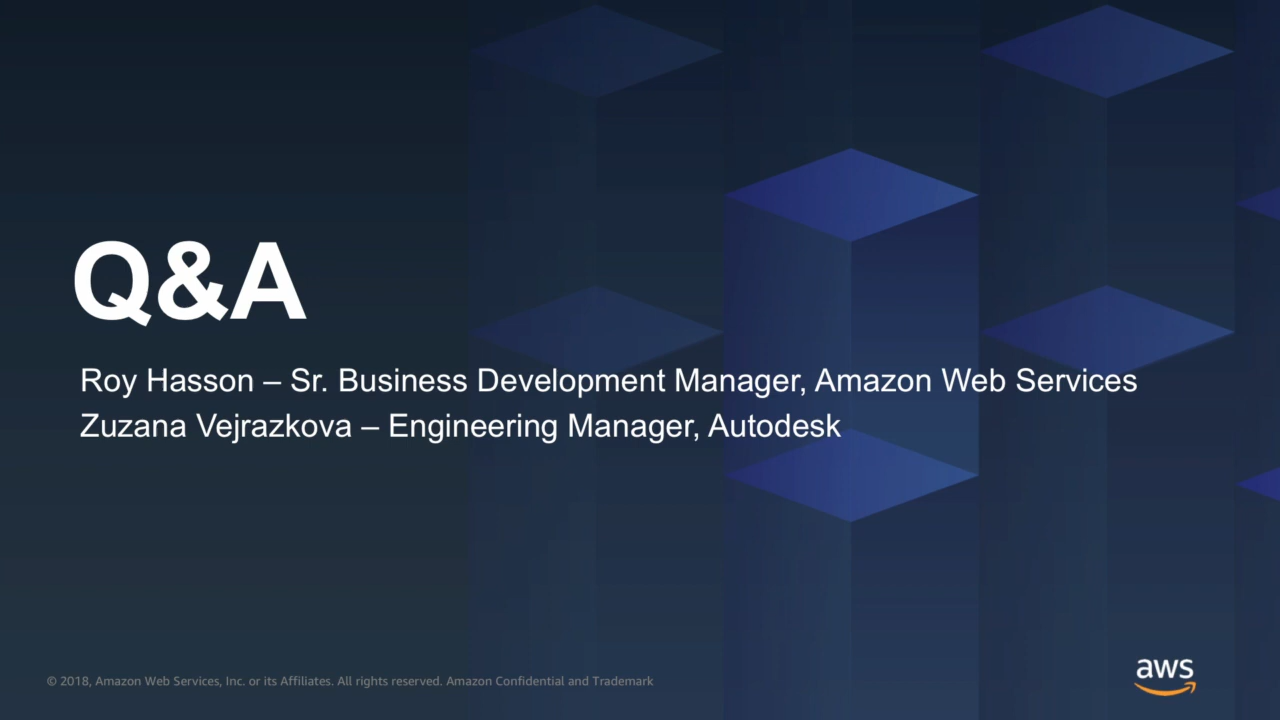 Q&A
Roy Hasson – Sr. Business Development Manager, Amazon Web Services
Zuzana Vejrazkova – Engineering Manager, Autodesk
© 2018, Amazon Web Services, Inc. or its Affiliates. All rights reserved. Amazon Confidential and Trademark
aws